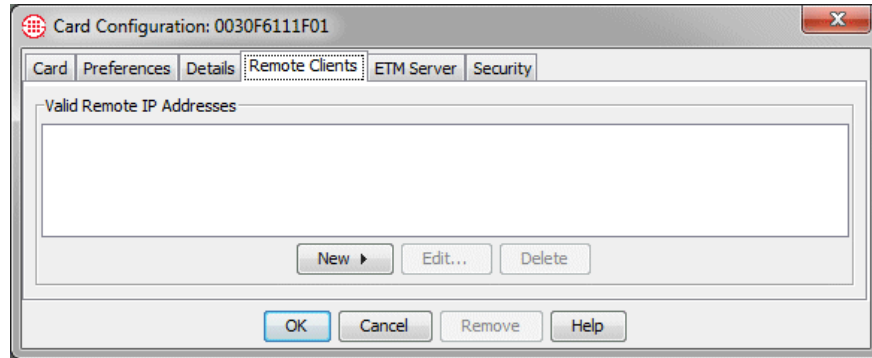 Card Configuration: 0030F6111F01
X
Card Preferences Details Remote Clients ETM Server Security
Valid Remote IP Addresses
New Edit... Delete
OK Cancel Remove Help